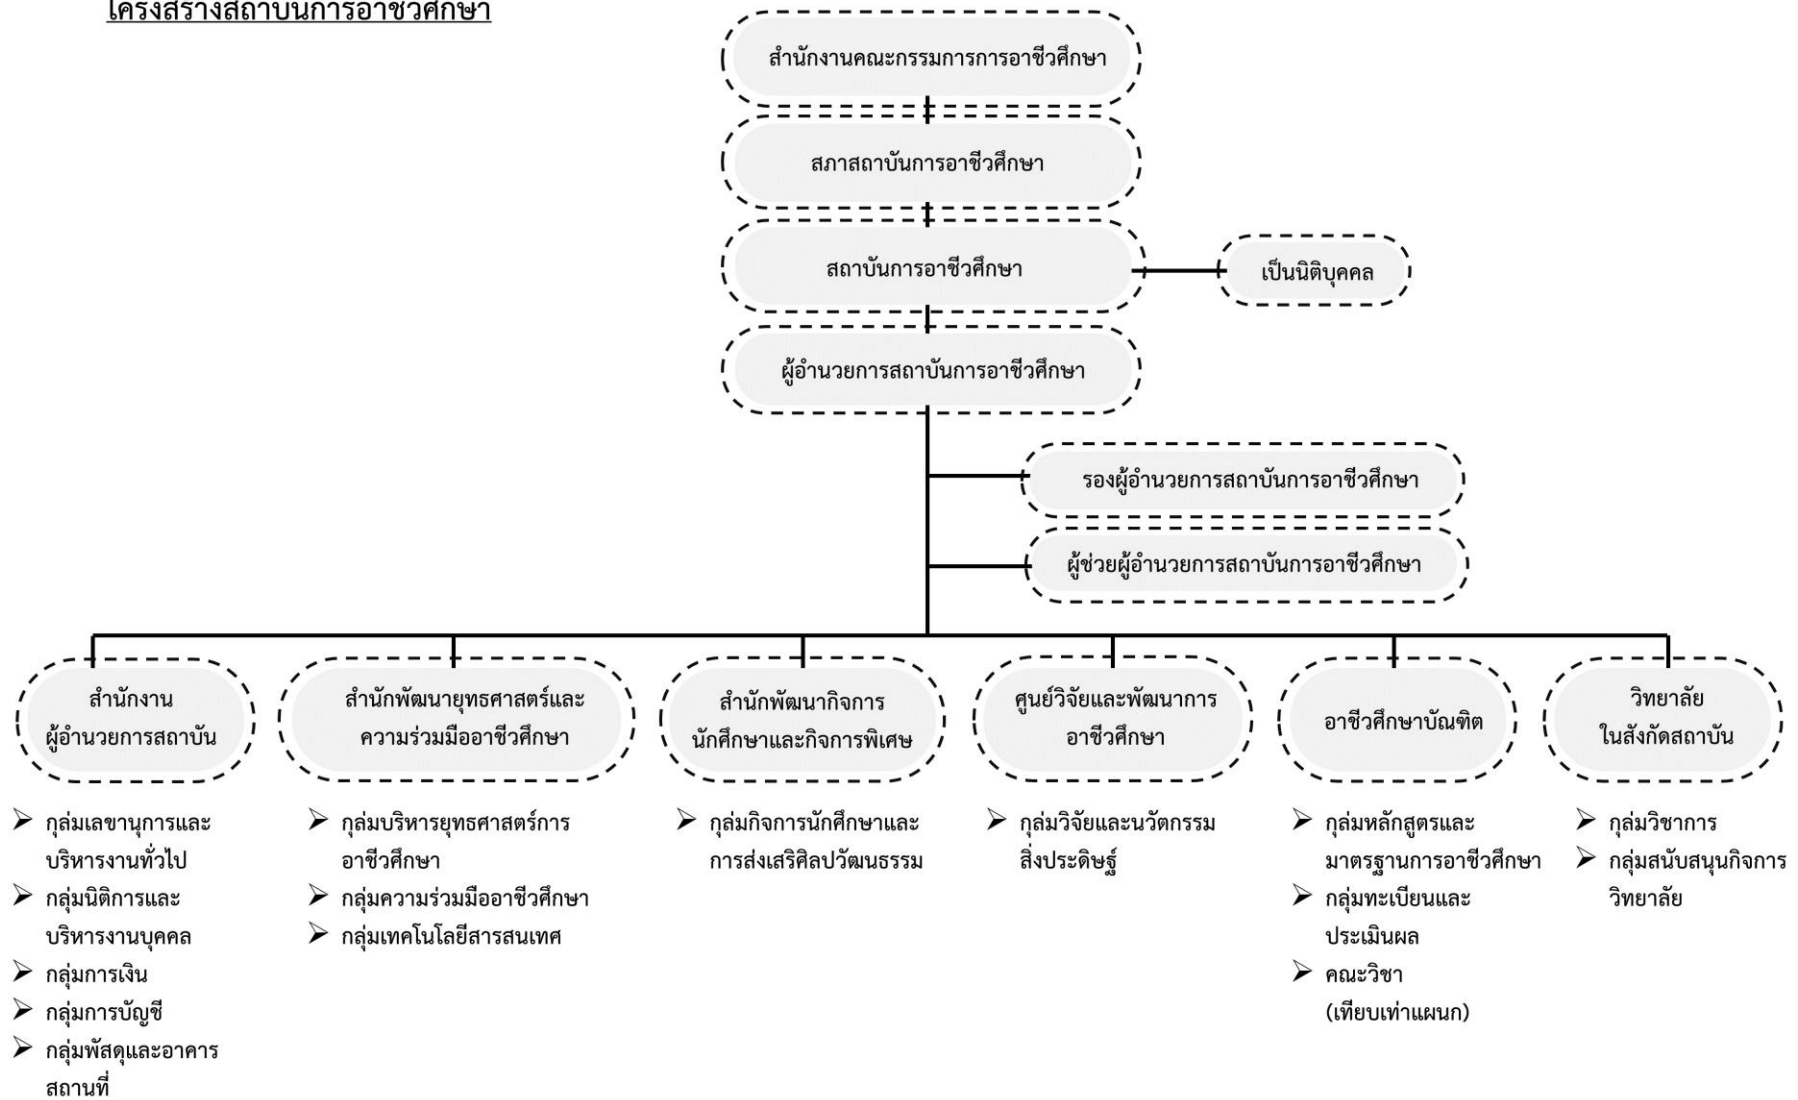 โครงสร้างสถาบันการอาชีวศึกษา
สำนักงานคณะกรรมการการอาชีวศึกษา
สภาสถาบันการอาชีวศึกษา
สถาบันการอาชีวศึกษา
เป็นนิติบุคคล
ผู้อำนวยการสถาบันการอาชีวศึกษา
รองผู้อำนวยการสถาบันการอาชีวศึกษา
ผู้ช่วยผู้อำนวยการสถาบันการอาชีวศึกษา
สำนักงาน
ผู้อำนวยการสถาบัน
กลุ่มเลขานุการและ
บริหารงานทั่วไป
กลุ่มนิติการและ
บริหารงานบุคคล
กลุ่มการเงิน
กลุ่มการบัญชี
กลุ่มพัสดุและอาคาร
สถานที่
สำนักพัฒนายุทธศาสตร์และ
ความร่วมมืออาชีวศึกษา
กลุ่มบริหารยุทธศาสตร์การ
อาชีวศึกษา
กลุ่มความร่วมมืออาชีวศึกษา
กลุ่มเทคโนโลยีสารสนเทศ
สำนักพัฒนากิจการ
นักศึกษาและกิจการพิเศษ
กุล่มกิจการนักศึกษาและ
การส่งเสริศิลปวัฒนธรรม
ศูนย์วิจัยและพัฒนาการ
อาชีวศึกษา
กุล่มวิจัยและนวัตกรรม
สิ่งประดิษฐ์
อาชีวศึกษาบัณฑิต
กุล่มหลักสูตรและ
มาตรฐานการอาชีวศึกษา
กลุ่มทะเบียนและ
ประเมินผล
คณะวิชา
(เทียบเท่าแผนก)
วิทยาลัย
ในสังกัดสถาบัน
กุล่มวิชาการ
กลุ่มสนับสนุนกิจการ
วิทยาลัย